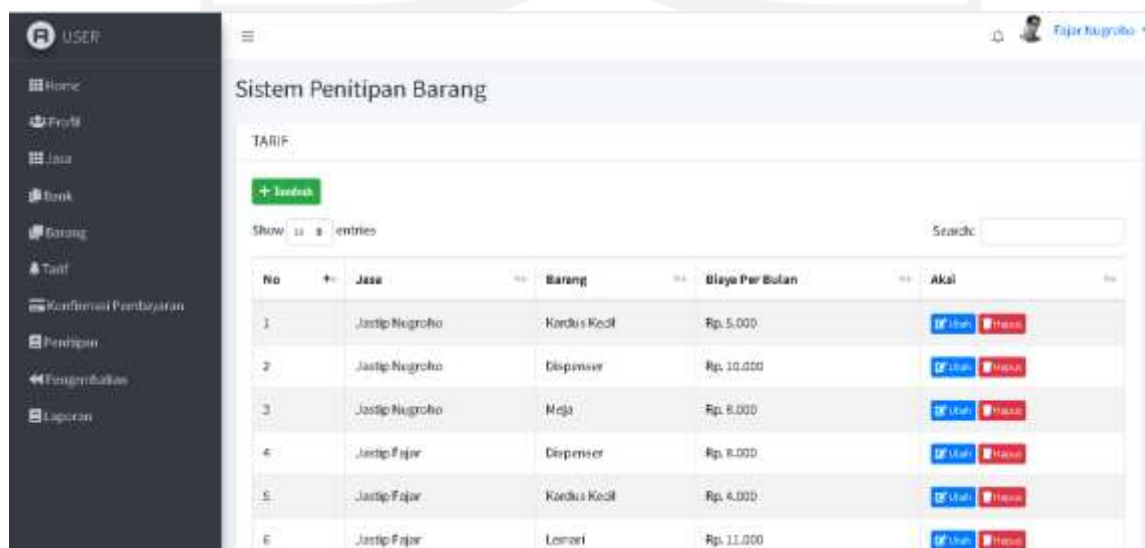 USER
Fajar Nugroho
Home
Profil
Jasa
Bank
Barang
Tarif
Konfirmasi Pembayaran
Penitipan
Pengembalian
Laporan
Sistem Penitipan Barang
TARIF
+ Tambah
Show 10 entries
Search:
No Jasa Barang Biaya Per Bulan Aksi
1 Jastip Nugroho Kardus Kecil Rp. 5.000 Ubah Hapus
2 Jastip Nugroho Dispenser Rp. 10.000 Ubah Hapus
3 Jastip Nugroho Meja Rp. 8.000 Ubah Hapus
4 Jastip Fajar Dispenser Rp. 8.000 Ubah Hapus
5 Jastip Fajar Kardus Kecil Rp. 4.000 Ubah Hapus
6 Jastip Fajar Lemari Rp. 11.000 Ubah Hapus